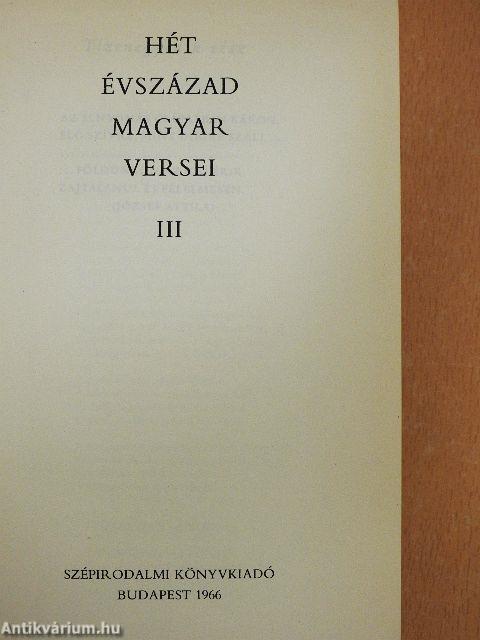 HÉT
ÉVSZÁZAD
MAGYAR
VERSEI
III
SZÉPIRODALMI KÖNYVKIADÓ
BUDAPEST 1966
Antikvárium.hu